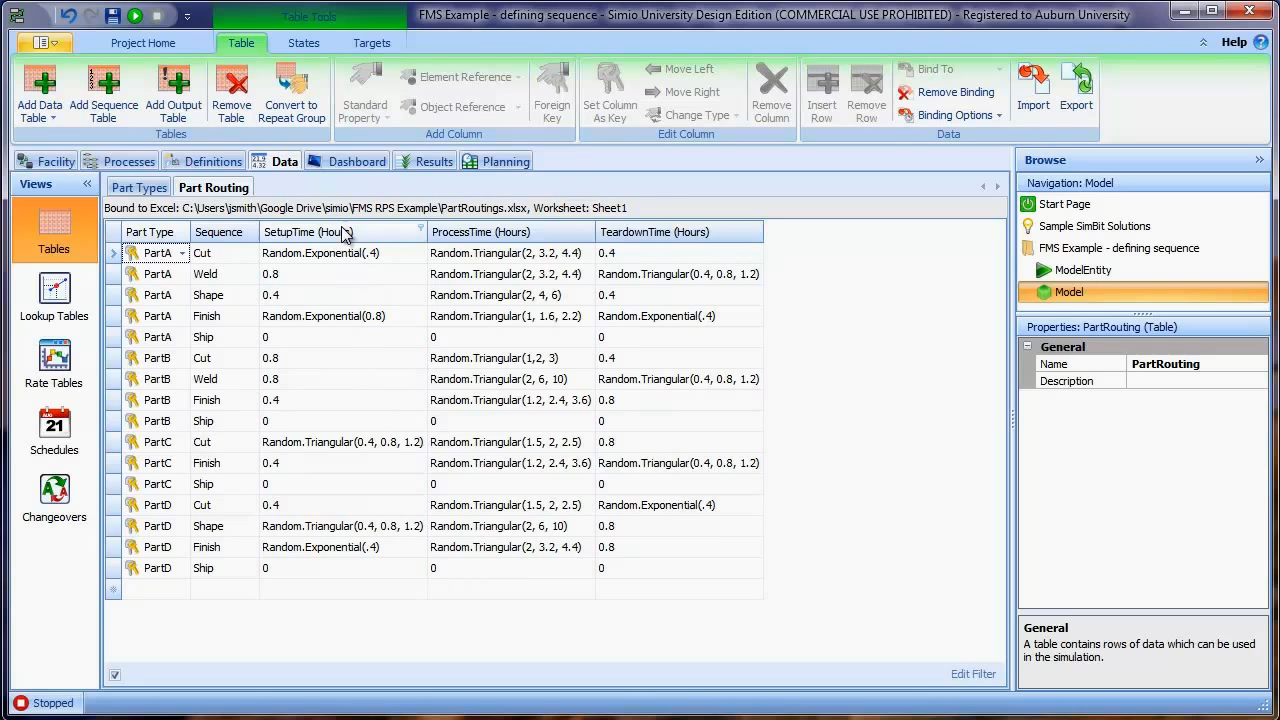 Table Tools
FMS Example - defining sequence - Simio University Design Edition (COMMERCIAL USE PROHIBITED) - Registered to Auburn University
Project Home
Table
States
Targets
Help
Add Data Table
Add Sequence Table
Add Output Table
Remove Table
Convert to Repeat Group
Tables
Standard Property
Element Reference
Object Reference
Foreign Key
Add Column
Set Column As Key
Move Left
Move Right
Change Type
Remove Column
Edit Column
Insert Row
Remove Row
Bind To
Remove Binding
Binding Options
Import
Export
Data
Facility
Processes
Definitions
Data
Dashboard
Results
Planning
Views
Tables
Lookup Tables
Rate Tables
AUG
21
Schedules
Changeovers
Part Types
Part Routing
Bound to Excel: C:\Users\jsmith\Google Drive\simio\FMS RPS Example\PartRoutings.xlsx, Worksheet: Sheet1
Part Type Sequence SetupTime (Hours) ProcessTime (Hours) TeardownTime (Hours)
PartA Cut Random.Exponential(.4) Random.Triangular(2, 3.2, 4.4) 0.4
PartA Weld 0.8 Random.Triangular(2, 3.2, 4.4) Random.Triangular(0.4, 0.8, 1.2)
PartA Shape 0.4 Random.Triangular(2, 4, 6) 0.4
PartA Finish Random.Exponential(0.8) Random.Triangular(1, 1.6, 2.2) Random.Exponential(.4)
PartA Ship 0 0 0
PartB Cut 0.8 Random.Triangular(1,2, 3) 0.4
PartB Weld 0.8 Random.Triangular(2, 6, 10) Random.Triangular(0.4, 0.8, 1.2)
PartB Finish 0.4 Random.Triangular(1.2, 2.4, 3.6) 0.8
PartB Ship 0 0 0
PartC Cut Random.Triangular(0.4, 0.8, 1.2) Random.Triangular(1.5, 2, 2.5) 0.8
PartC Finish 0.4 Random.Triangular(1.2, 2.4, 3.6) Random.Triangular(0.4, 0.8, 1.2)
PartC Ship 0 0 0
PartD Cut 0.4 Random.Triangular(1.5, 2, 2.5) Random.Exponential(.4)
PartD Shape Random.Triangular(0.4, 0.8, 1.2) Random.Triangular(2, 6, 10) 0.8
PartD Finish Random.Exponential(.4) Random.Triangular(2, 3.2, 4.4) 0.8
PartD Ship 0 0 0
Edit Filter
Browse
Navigation: Model
Start Page
Sample SimBit Solutions
FMS Example - defining sequence
ModelEntity
Model
Properties: PartRouting (Table)
General
Name PartRouting
Description
General
A table contains rows of data which can be used
in the simulation.
Stopped